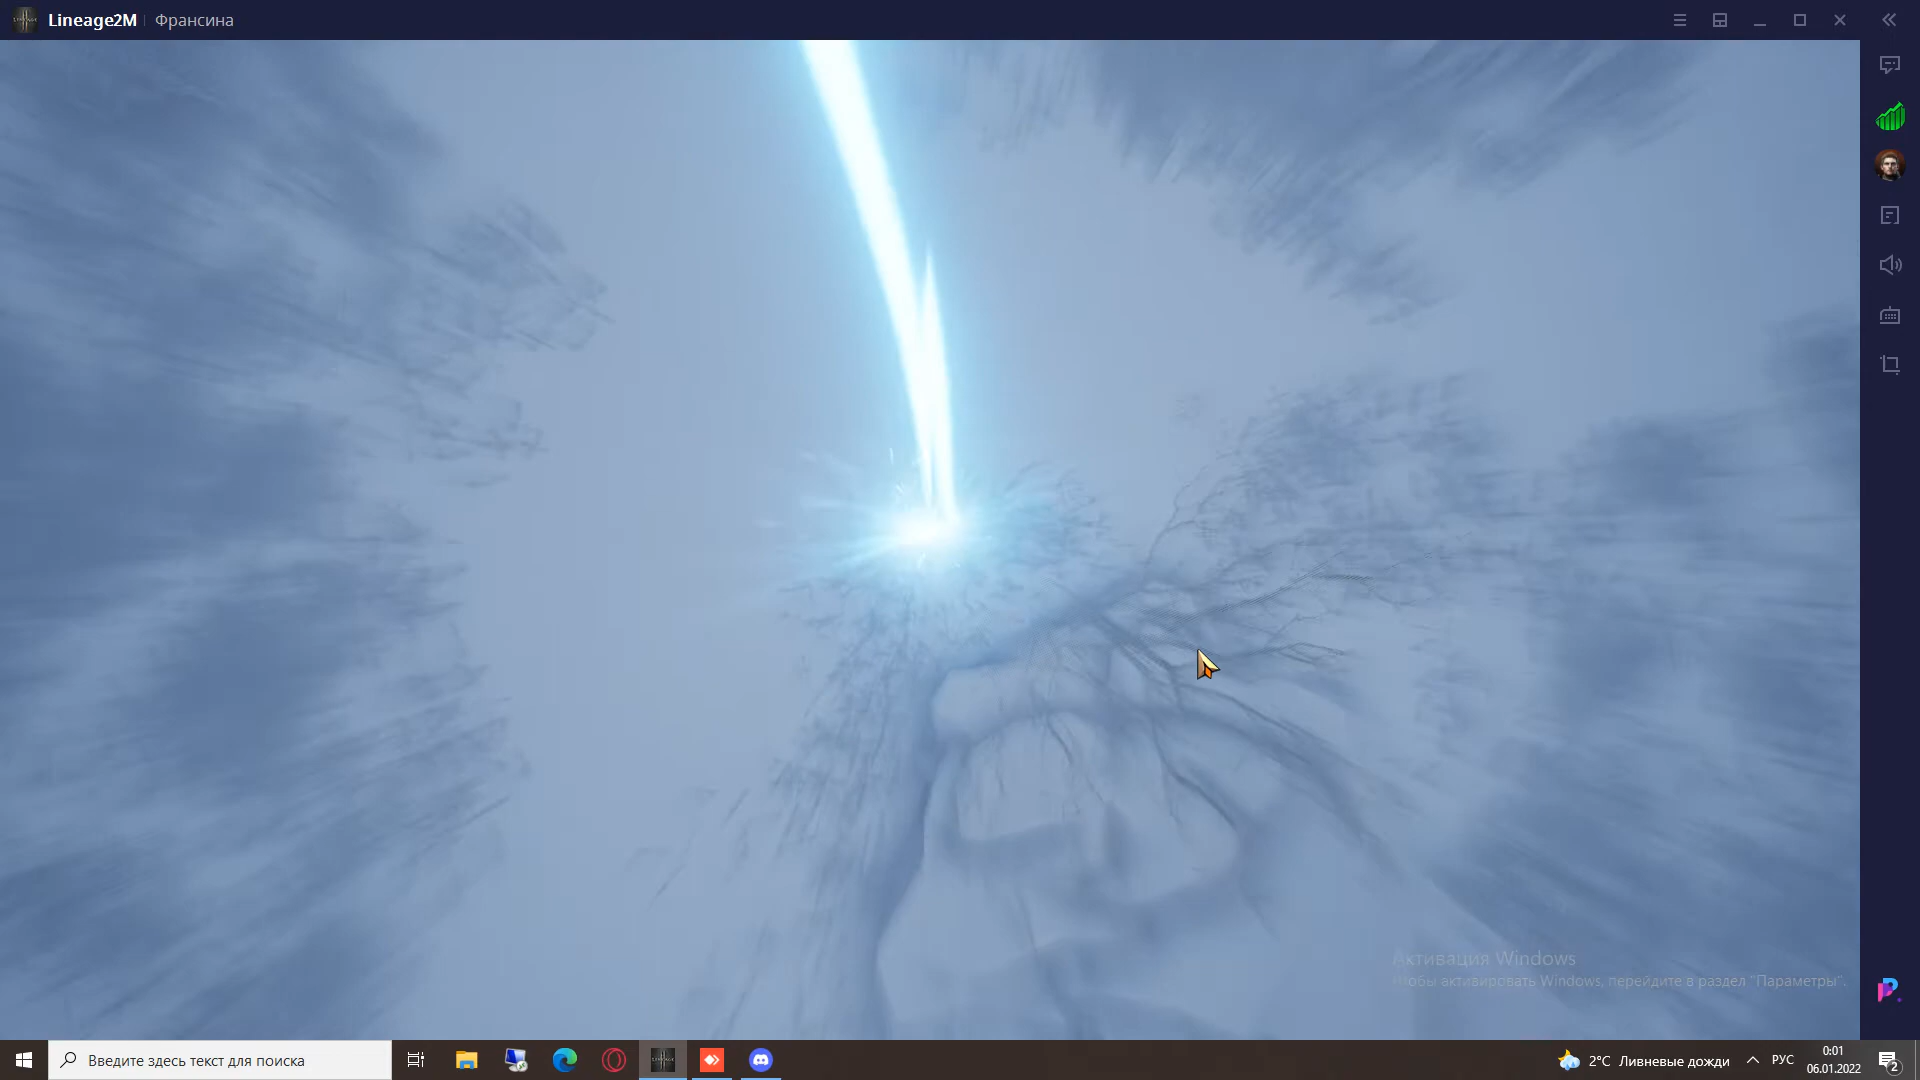 Lineage2M
Франсина
Активация Windows
Чтобы активировать Windows, перейдите в раздел "Параметры".
Введите здесь текст для поиска
2°C Ливневые дожди
РУС
0:01
06.01.2022
2